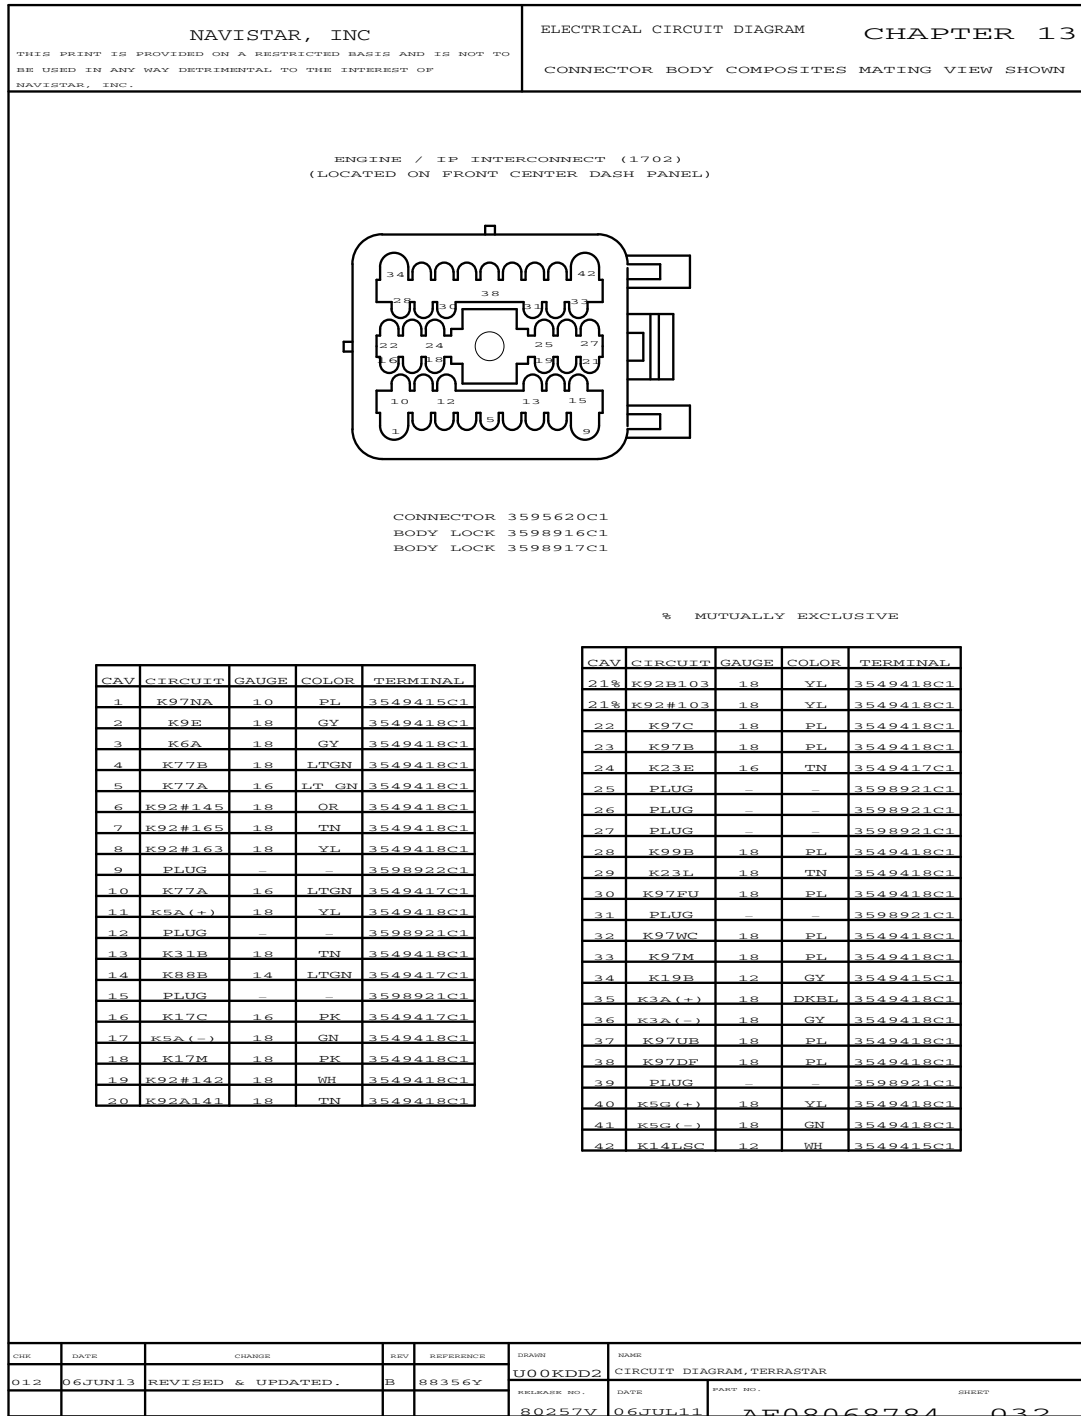 NAVISTAR, INC
THIS PRINT IS PROVIDED ON A RESTRICTED BASIS AND IS NOT TO
BE USED IN ANY WAY DETRIMENTAL TO THE INTEREST OF
NAVISTAR, INC.
ELECTRICAL CIRCUIT DIAGRAM CHAPTER 13
CONNECTOR BODY COMPOSITES MATING VIEW SHOWN
ENGINE / IP INTERCONNECT (1702)
(LOCATED ON FRONT CENTER DASH PANEL)
34 42
38
28 30 31 33
22 24 25 27
16 18 19 21
10 12 13 15
1 5 9
CONNECTOR 3595620C1
BODY LOCK 3598916C1
BODY LOCK 3598917C1
% MUTUALLY EXCLUSIVE
CAV CIRCUIT GAUGE COLOR TERMINAL
1 K97NA 10 PL 3549415C1
2 K9E 18 GY 3549418C1
3 K6A 18 GY 3549418C1
4 K77B 18 LTGN 3549418C1
5 K77A 16 LT GN 3549418C1
6 K92#145 18 OR 3549418C1
7 K92#165 18 TN 3549418C1
8 K92#163 18 YL 3549418C1
9 PLUG - - 3598922C1
10 K77A 16 LTGN 3549417C1
11 K5A(+) 18 YL 3549418C1
12 PLUG - - 3598921C1
13 K31B 18 TN 3549418C1
14 K88B 14 LTGN 3549417C1
15 PLUG - - 3598921C1
16 K17C 16 PK 3549417C1
17 K5A(-) 18 GN 3549418C1
18 K17M 18 PK 3549418C1
19 K92#142 18 WH 3549418C1
20 K92A141 18 TN 3549418C1
CAV CIRCUIT GAUGE COLOR TERMINAL
21% K92B103 18 YL 3549418C1
21% K92#103 18 YL 3549418C1
22 K97C 18 PL 3549418C1
23 K97B 18 PL 3549418C1
24 K23E 16 TN 3549417C1
25 PLUG - - 3598921C1
26 PLUG - - 3598921C1
27 PLUG - - 3598921C1
28 K99B 18 PL 3549418C1
29 K23L 18 TN 3549418C1
30 K97FU 18 PL 3549418C1
31 PLUG - - 3598921C1
32 K97WC 18 PL 3549418C1
33 K97M 18 PL 3549418C1
34 K19B 12 GY 3549415C1
35 K3A(+) 18 DKBL 3549418C1
36 K3A(-) 18 GY 3549418C1
37 K97UB 18 PL 3549418C1
38 K97DF 18 PL 3549418C1
39 PLUG - - 3598921C1
40 K5G(+) 18 YL 3549418C1
41 K5G(-) 18 GN 3549418C1
42 K14LSC 12 WH 3549415C1
CHK DATE CHANGE REV REFERENCE
012 06JUN13 REVISED & UPDATED. B 88356Y
DRAWN NAME
U00KDD2 CIRCUIT DIAGRAM,TERRASTAR
RELEASE NO. DATE PART NO. SHEET
80257V 06JUL11 AF08068784 032